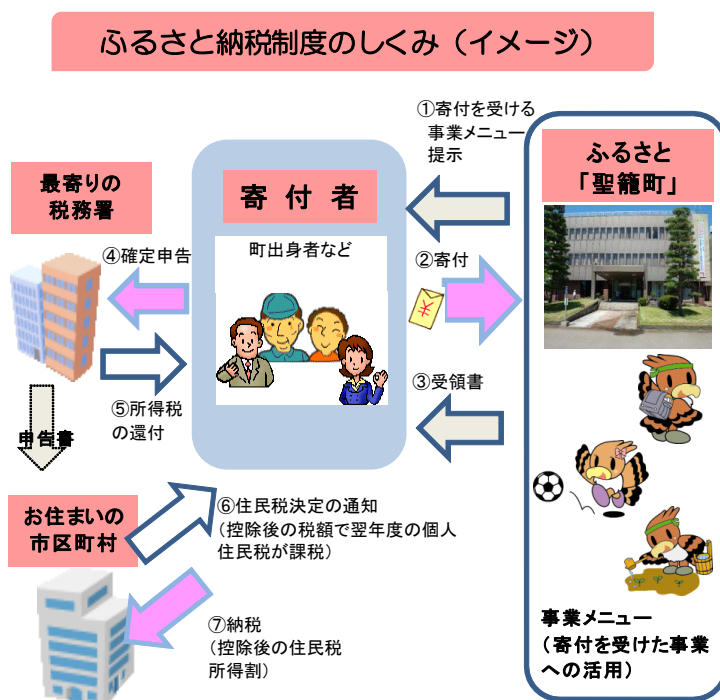 ふるさと納税制度のしくみ（イメージ）
①寄付を受ける
事業メニュー
提示
ふるさと
「聖籠町」
最寄りの
税務署
寄付者
町出身者など
④確定申告
②寄付
¥
③受領書
⑤所得税
の還付
申告書
お住まいの
市区町村
⑥住民税決定の通知
（控除後の税額で翌年度の個人
住民税が課税）
⑦納税
（控除後の住民税
所得割）
事業メニュー
（寄付を受けた事業
への活用）